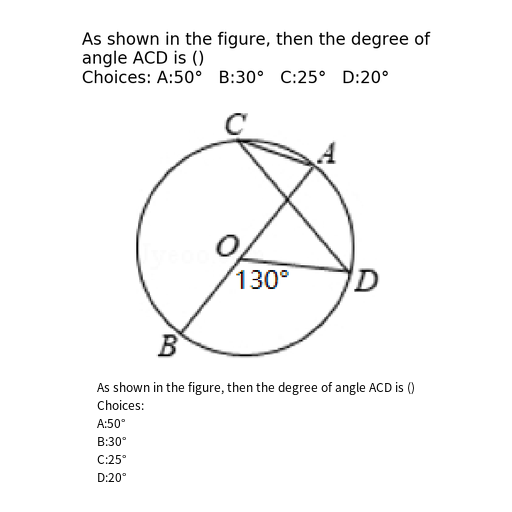 As shown in the figure, then the degree of
angle ACD is ()
Choices: A:50° B:30° C:25° D:20°
C
A
O
130°
D
B
As shown in the figure, then the degree of angle ACD is ()
Choices:
A:50°
B:30°
C:25°
D:20°